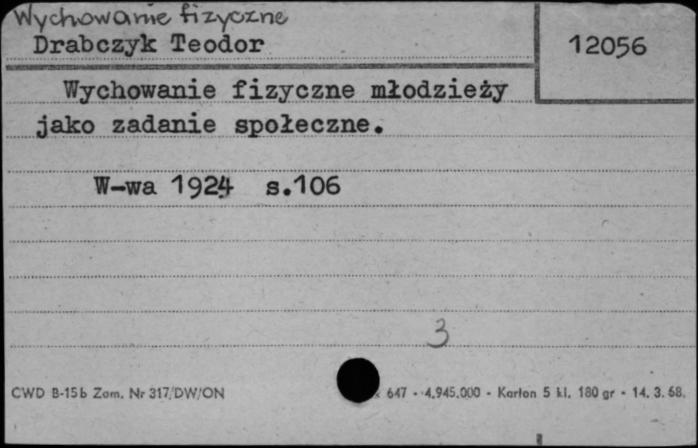 Wychowanie fizyczne
Drabczyk Teodor
12056
Wychowanie fizyczne młodzieży
jako zadanie społeczne.
W-wa 1924 s.106
3
CWD B-15b Zam. Nr 317/DW/ON 647 - 4.945.000 - Karton 5 kl. 180 gr - 14. 3. 68.